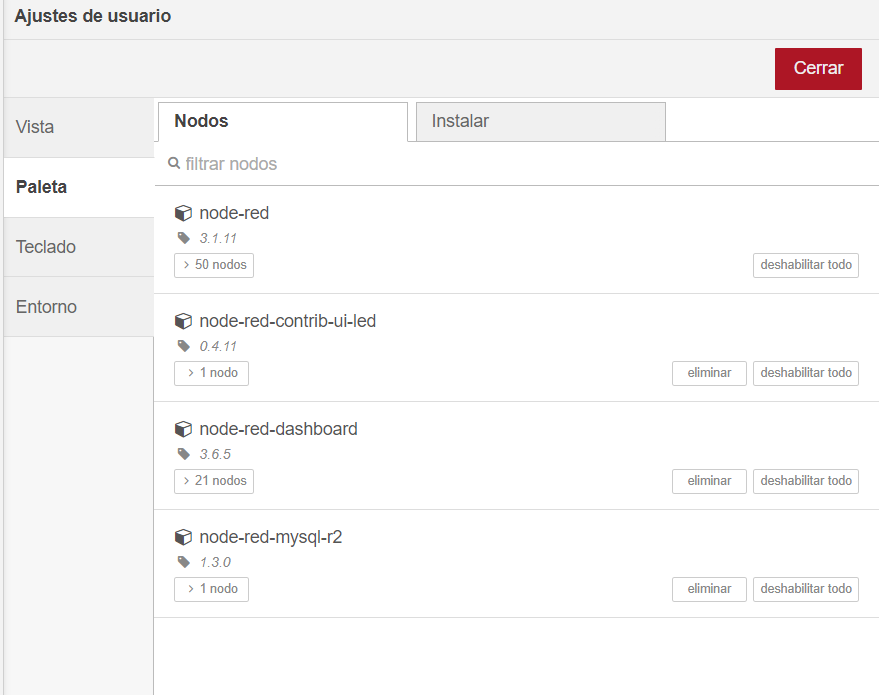 Ajustes de usuario
Cerrar
Vista
Paleta
Teclado
Entorno
Nodos
Instalar
filtrar nodos
node-red
3.1.11
50 nodos
deshabilitar todo
node-red-contrib-ui-led
0.4.11
1 nodo
eliminar
deshabilitar todo
node-red-dashboard
3.6.5
21 nodos
eliminar
deshabilitar todo
node-red-mysql-r2
1.3.0
1 nodo
eliminar
deshabilitar todo